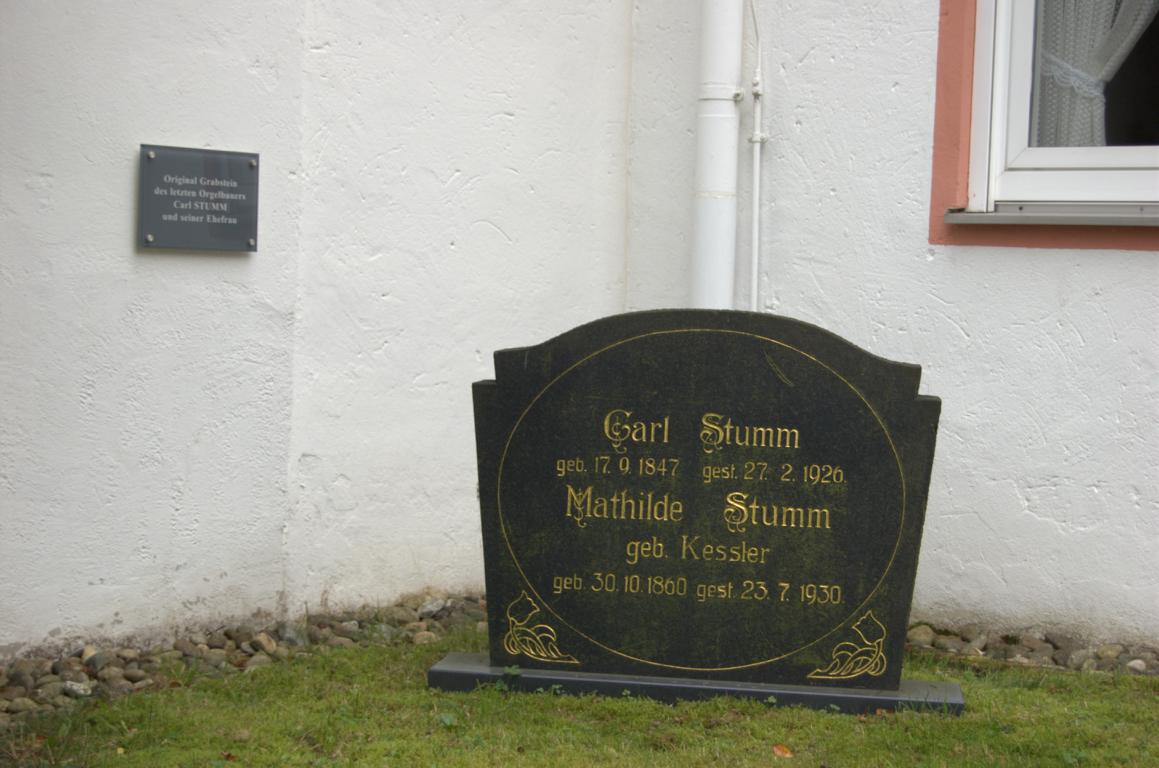 Original Grabstein
des letzten Orgelbauers
Carl STUMM
und seiner Ehefrau
Carl Stumm
geb. 17. 9. 1847 gest. 27. 2. 1926.
Mathilde Stumm
geb. Kessler
geb. 30. 10. 1860 gest. 23. 7. 1930.